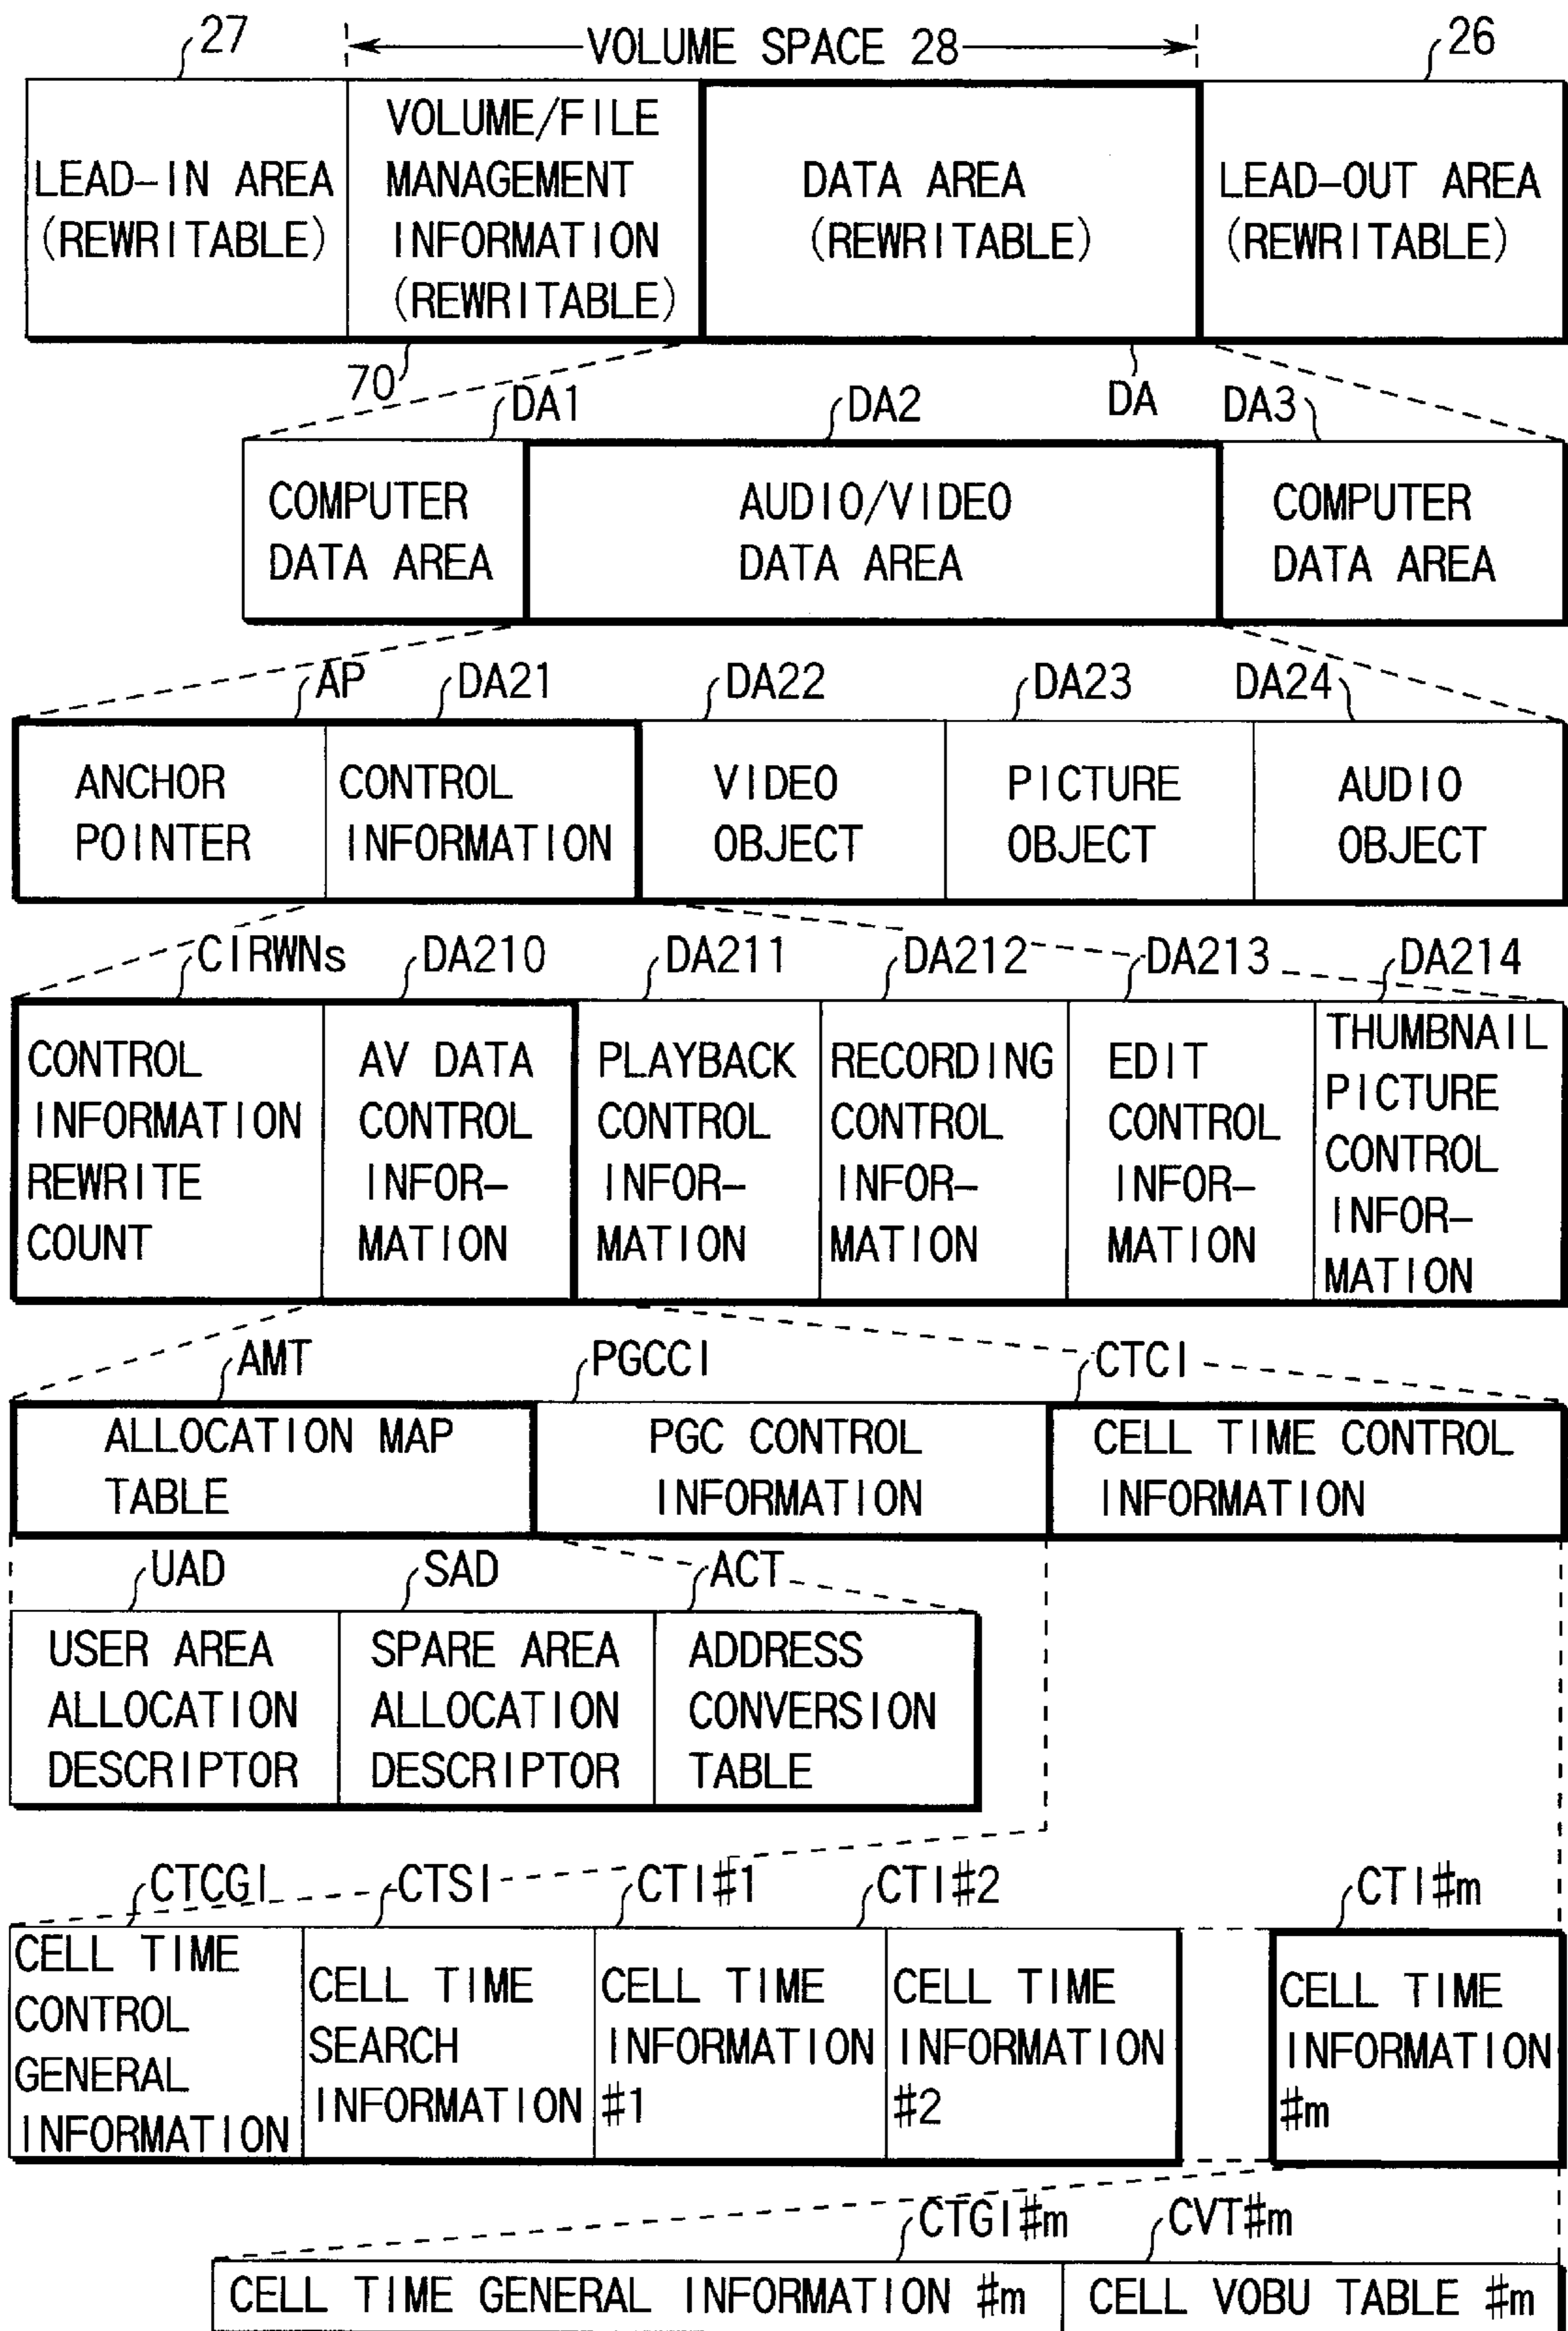 27
VOLUME SPACE 28
26
LEAD-IN AREA
(REWRITABLE)
VOLUME/FILE
MANAGEMENT
INFORMATION
(REWRITABLE)
DATA AREA
(REWRITABLE)
LEAD-OUT AREA
(REWRITABLE)
70
DA1
DA2
DA
DA3
COMPUTER
DATA AREA
AUDIO/VIDEO
DATA AREA
COMPUTER
DATA AREA
AP
DA21
DA22
DA23
DA24
ANCHOR
POINTER
CONTROL
INFORMATION
VIDEO
OBJECT
PICTURE
OBJECT
AUDIO
OBJECT
CIRWNs
DA210
DA211
DA212
DA213
DA214
CONTROL
INFORMATION
REWRITE
COUNT
AV DATA
CONTROL
INFOR-
MATION
PLAYBACK
CONTROL
INFOR-
MATION
RECORDING
CONTROL
INFOR-
MATION
EDIT
CONTROL
INFOR-
MATION
THUMBNAIL
PICTURE
CONTROL
INFOR-
MATION
AMT
PGCCI
CTCI
ALLOCATION MAP
TABLE
PGC CONTROL
INFORMATION
CELL TIME CONTROL
INFORMATION
UAD
SAD
ACT
USER AREA
ALLOCATION
DESCRIPTOR
SPARE AREA
ALLOCATION
DESCRIPTOR
ADDRESS
CONVERSION
TABLE
CTCGI
CTSI
CTI#1
CTI#2
CTI#m
CELL TIME
CONTROL
GENERAL
INFORMATION
CELL TIME
SEARCH
INFORMATION
CELL TIME
INFORMATION
#1
CELL TIME
INFORMATION
#2
CELL TIME
INFORMATION
#m
CTGI#m
CVT#m
CELL TIME GENERAL INFORMATION #m
CELL VOBU TABLE #m